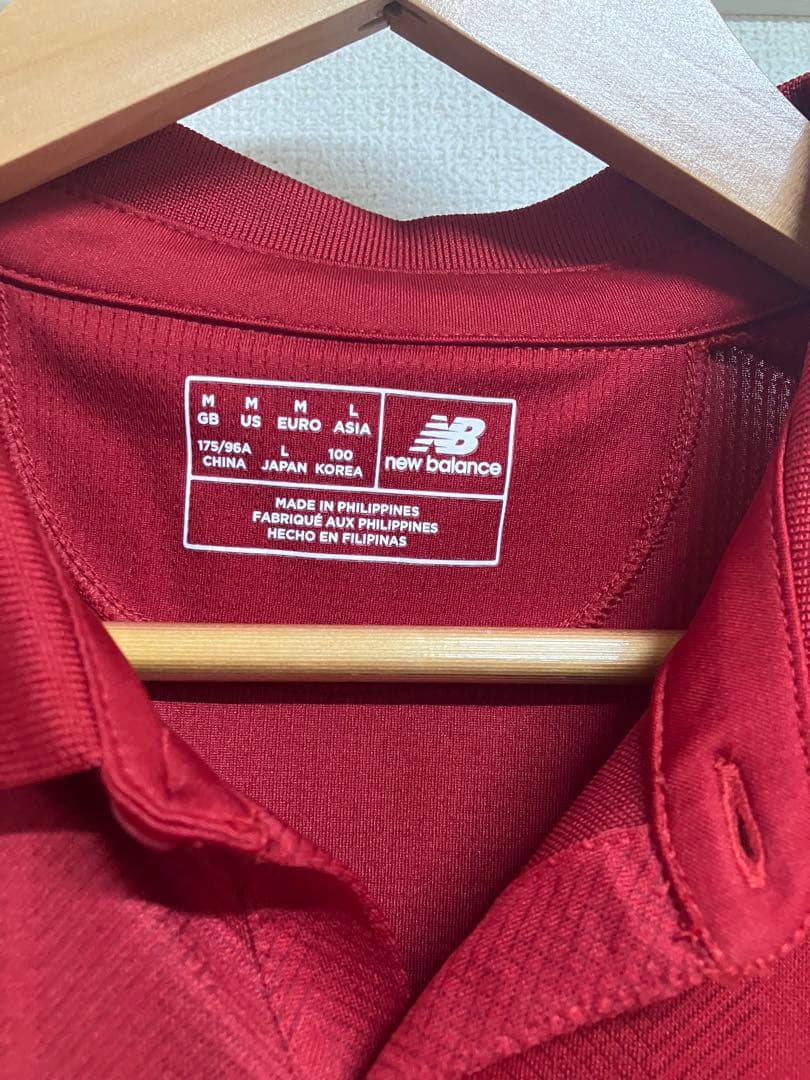 M M M L
GB US EURO ASIA
175/96A L 100
CHINA JAPAN KOREA
NB
new balance
MADE IN PHILIPPINES
FABRIQUÉ AUX PHILIPPINES
HECHO EN FILIPINAS